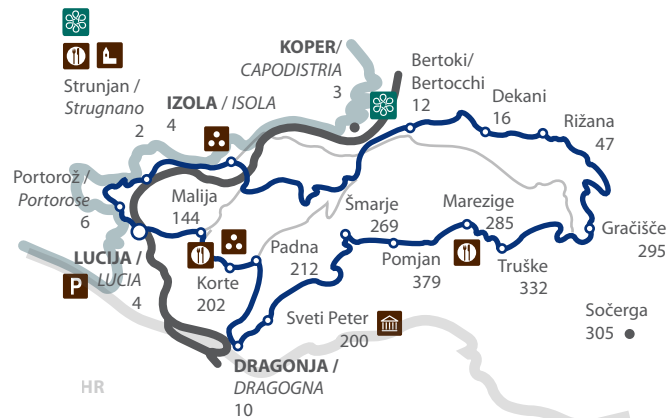 KOPER/
CAPODISTRIA
3
Bertoki/
Bertocchi
12
Dekani
16
Rižana
47
Strunjan /
Strugnano
2
IZOLA / ISOLA
4
Portorož /
Portorose
6
Malija
144
Šmarje
269
Marezige
285
Gračišče
295
LUCIJA /
LUCIA
4
P
Korte
202
Padna
212
Pomjan
379
Truške
332
Sočerga
305
Sveti Peter
200
DRAGONJA /
DRAGOGNA
10
HR